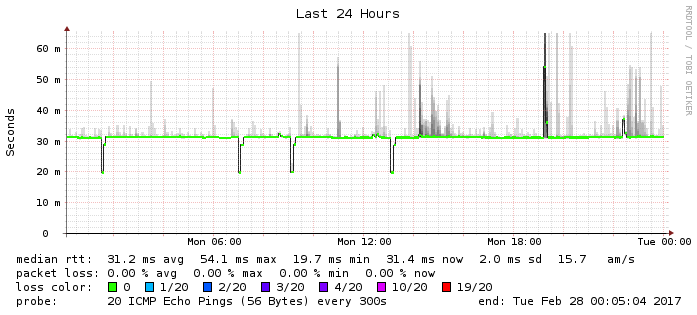 Last 24 Hours
RRDTOOL / TOBI OETIKER
Seconds
60 m
50 m
40 m
30 m
20 m
10 m
0
Mon 06:00 Mon 12:00 Mon 18:00 Tue 00:00
median rtt: 31.2 ms avg 54.1 ms max 19.7 ms min 31.4 ms now 2.0 ms sd 15.7 am/s
packet loss: 0.00 % avg 0.00 % max 0.00 % min 0.00 % now
loss color: 0 1/20 2/20 3/20 4/20 10/20 19/20
probe: 20 ICMP Echo Pings (56 Bytes) every 300s end: Tue Feb 28 00:05:04 2017